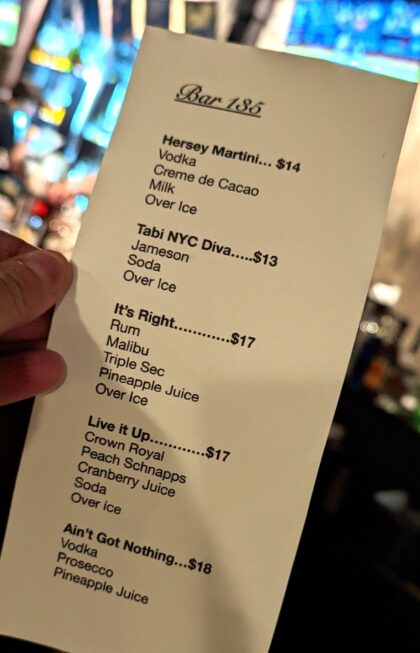 Bar 135
Hersey Martini... $14
Vodka
Creme de Cacao
Milk
Over Ice
Tabi NYC Diva.....$13
Jameson
Soda
Over Ice
It's Right............$17
Rum
Malibu
Triple Sec
Pineapple Juice
Over Ice
Live it Up............$17
Crown Royal
Peach Schnapps
Cranberry Juice
Soda
Over ice
Ain't Got Nothing...$18
Vodka
Prosecco
Pineapple Juice